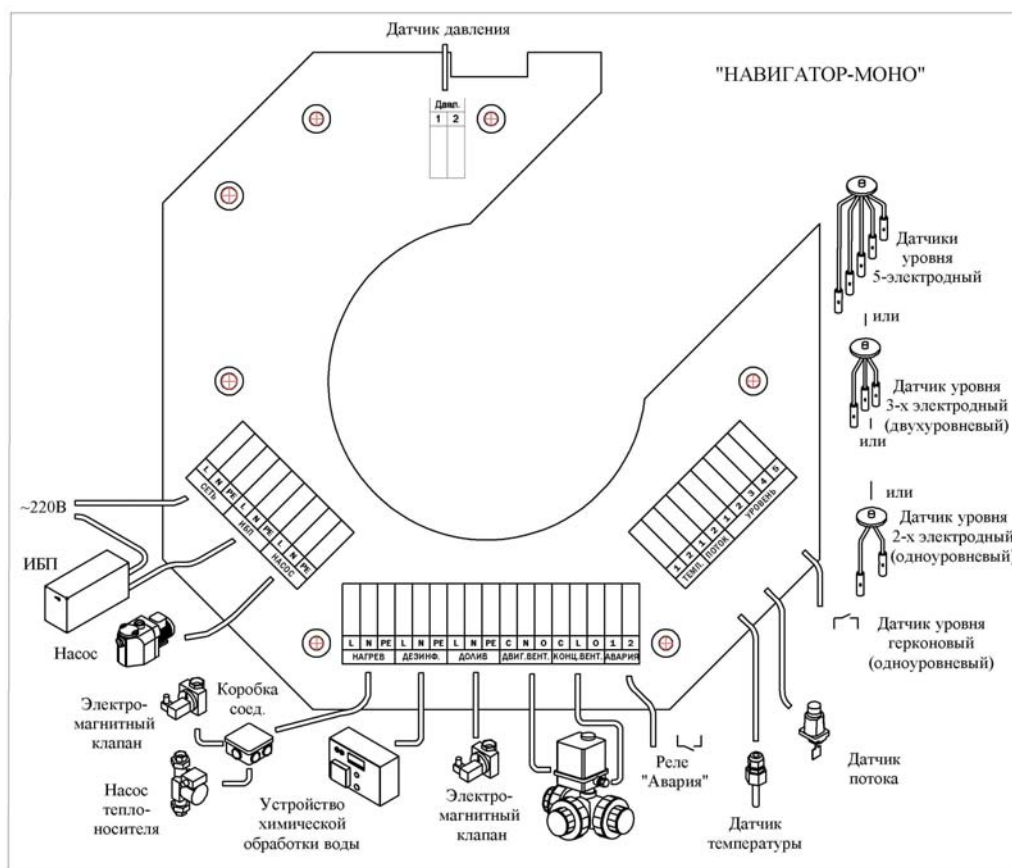 Датчик давления
"НАВИГАТОР-МОНО"
Давл.
1 2
Датчики
уровня
5-электродный
или
Датчик уровня
3-х электродный
(двухуровневый)
или
или
Датчик уровня
2-х электродный
(одноуровневый)
Датчик уровня
герконовый
(одноуровневый)
~220В
ИБП
Насос
L N PE L N PE L N PE
СЕТЬ ИБП НАСОС
L N PE L N PE L N PE C N O C L O 1 2
НАГРЕВ ДЕЗИНФ. ДОЛИВ ДВИГ.ВЕНТ. КОНЦ.ВЕНТ. АВАРИЯ
1 2 1 2 1 2 3 4 5
ТЕМП. ПОТОК УРОВЕНЬ
Электро-
магнитный
клапан
Коробка
соед.
Насос
тепло-
носителя
Устройство
химической
обработки воды
Электро-
магнитный
клапан
Реле
"Авария"
Датчик
температуры
Датчик
потока